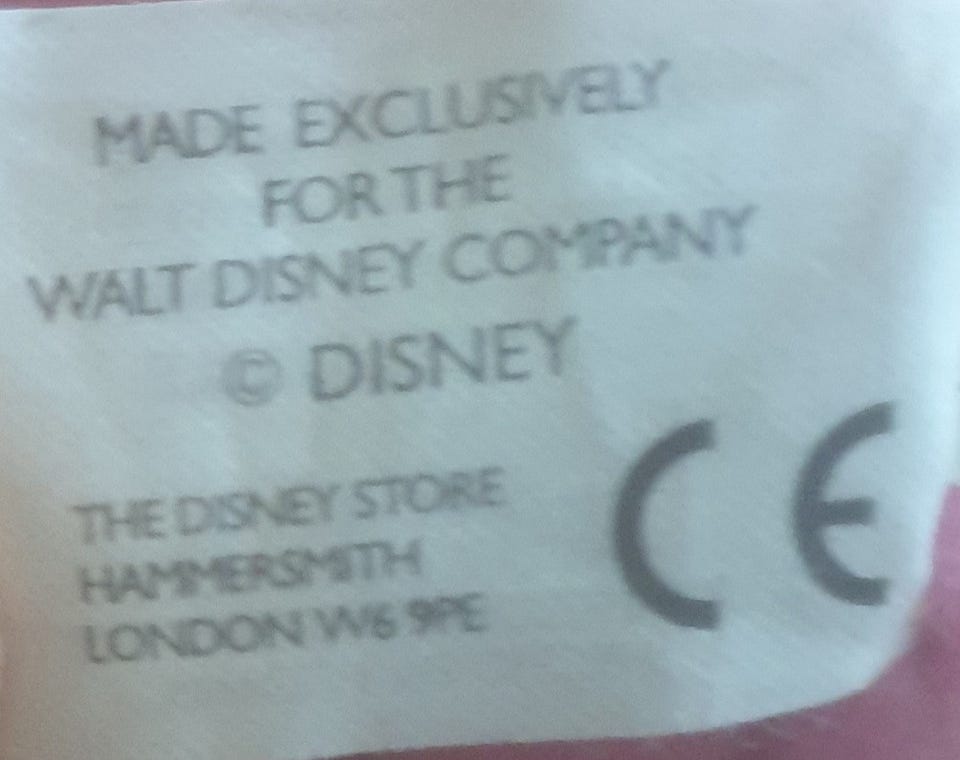 MADE EXCLUSIVELY
FOR THE
WALT DISNEY COMPANY
© DISNEY
THE DISNEY STORE
HAMMERSMITH
LONDON W6 9PE
CE